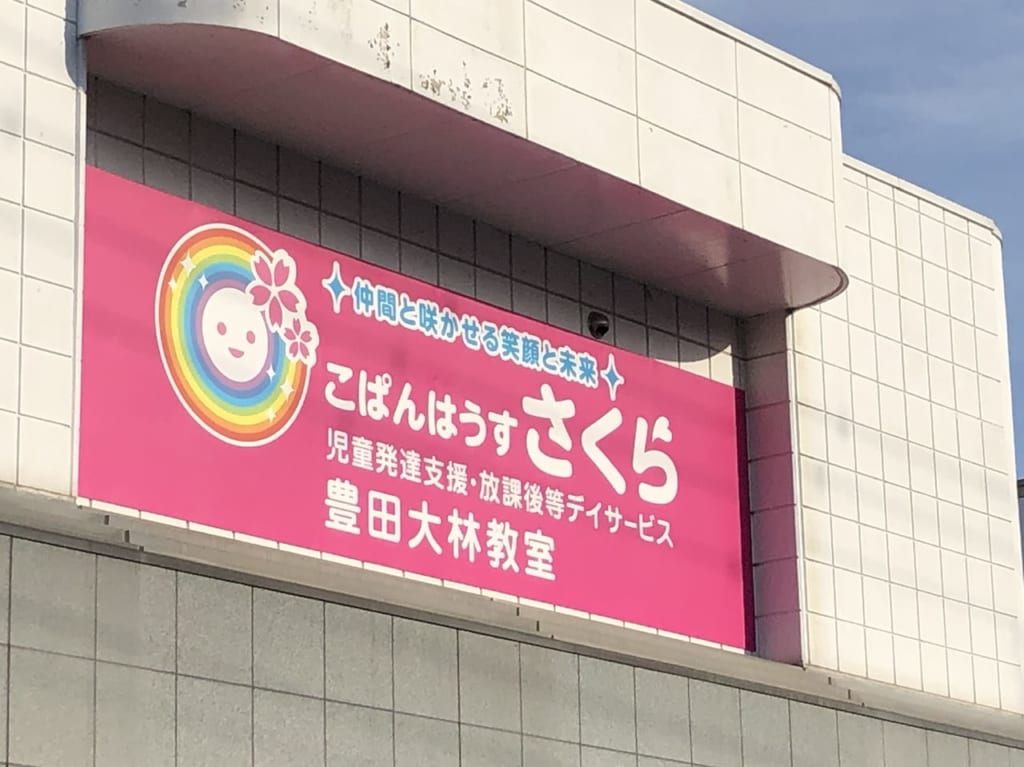 仲間と咲かせる笑顔と未来
こぱんはうすさくら
児童発達支援・放課後等デイサービス
豊田大林教室